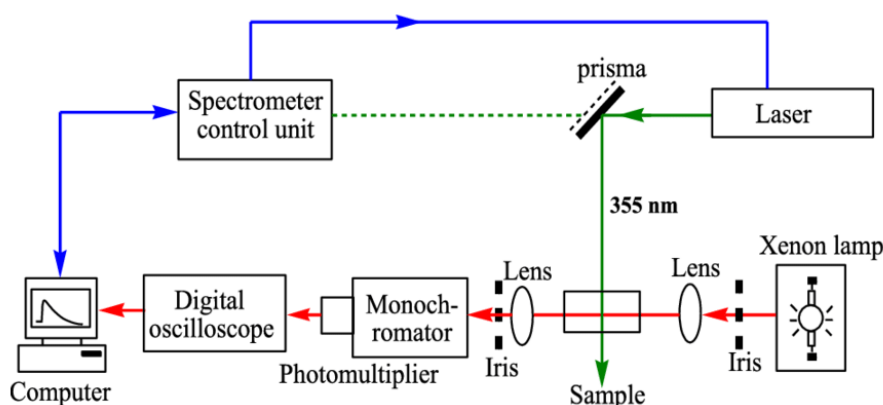 prisma
Spectrometer
control unit
Laser
355 nm
Xenon lamp
Lens
Lens
Digital
oscilloscope
Monoch-
romator
Iris
Iris
Photomultiplier
Computer
Sample